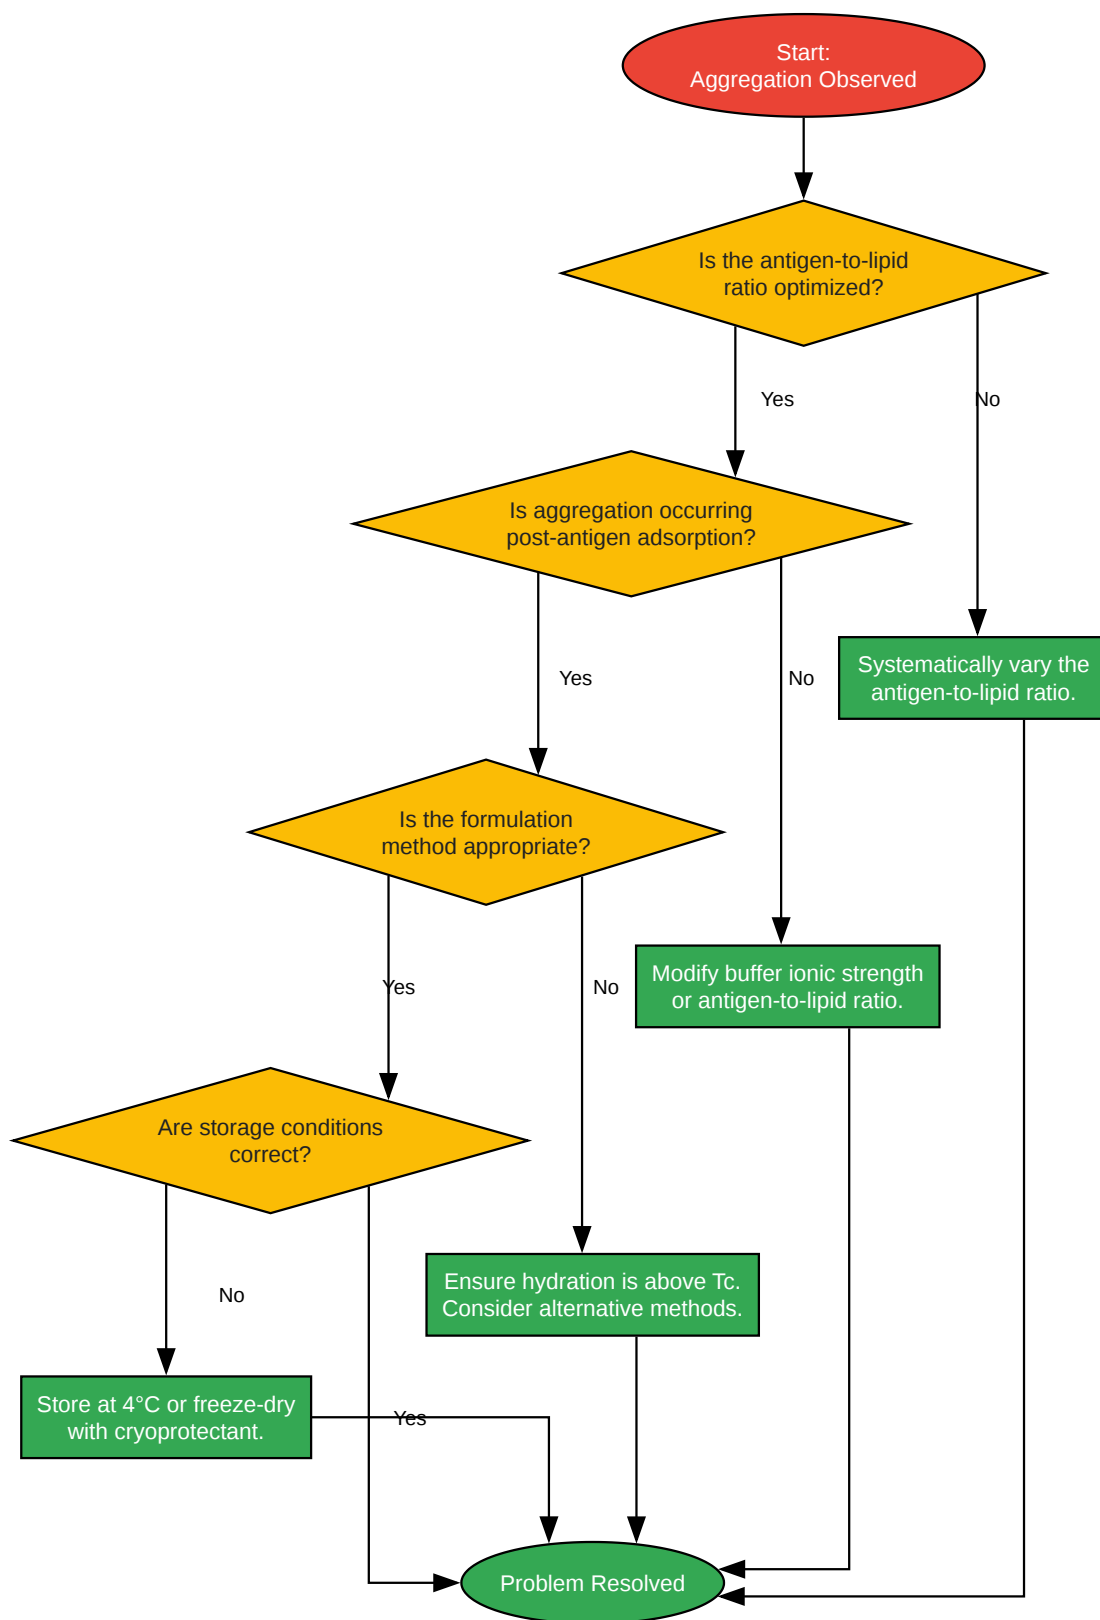 Start:
Aggregation Observed
Is the antigen-to-lipid
ratio optimized?
Yes
No
Is aggregation occurring
post-antigen adsorption?
Systematically vary the
antigen-to-lipid ratio.
Yes
No
Is the formulation
method appropriate?
Modify buffer ionic strength
or antigen-to-lipid ratio.
Yes
No
Are storage conditions
correct?
Ensure hydration is above Tc.
Consider alternative methods.
No
Store at 4°C or freeze-dry
with cryoprotectant.
Yes
Problem Resolved